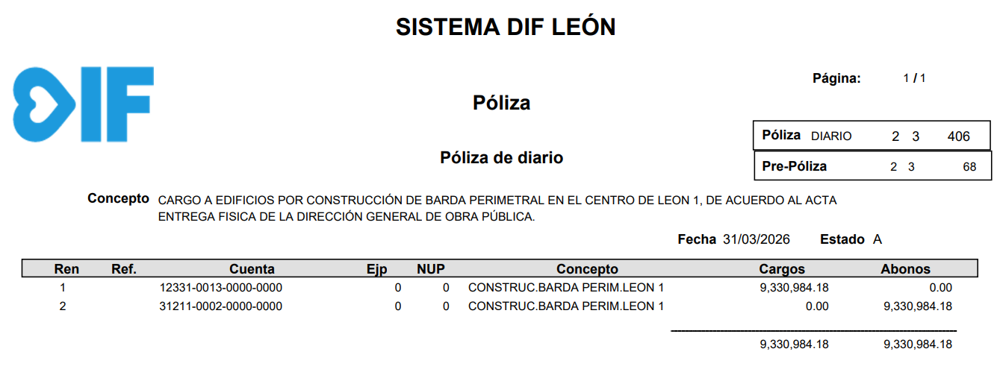 SISTEMA DIF LEÓN
DIF
Página: 1 / 1
Póliza
Póliza DIARIO 2 3 406
Póliza de diario
Pre-Póliza 2 3 68
Concepto CARGO A EDIFICIOS POR CONSTRUCCIÓN DE BARDA PERIMETRAL EN EL CENTRO DE LEON 1, DE ACUERDO AL ACTA
ENTREGA FISICA DE LA DIRECCIÓN GENERAL DE OBRA PÚBLICA.
Fecha 31/03/2026 Estado A
Ren Ref. Cuenta Ejp NUP Concepto Cargos Abonos
1 12331-0013-0000-0000 0 0 CONSTRUC.BARDA PERIM.LEON 1 9,330,984.18 0.00
2 31211-0002-0000-0000 0 0 CONSTRUC.BARDA PERIM.LEON 1 0.00 9,330,984.18
9,330,984.18 9,330,984.18